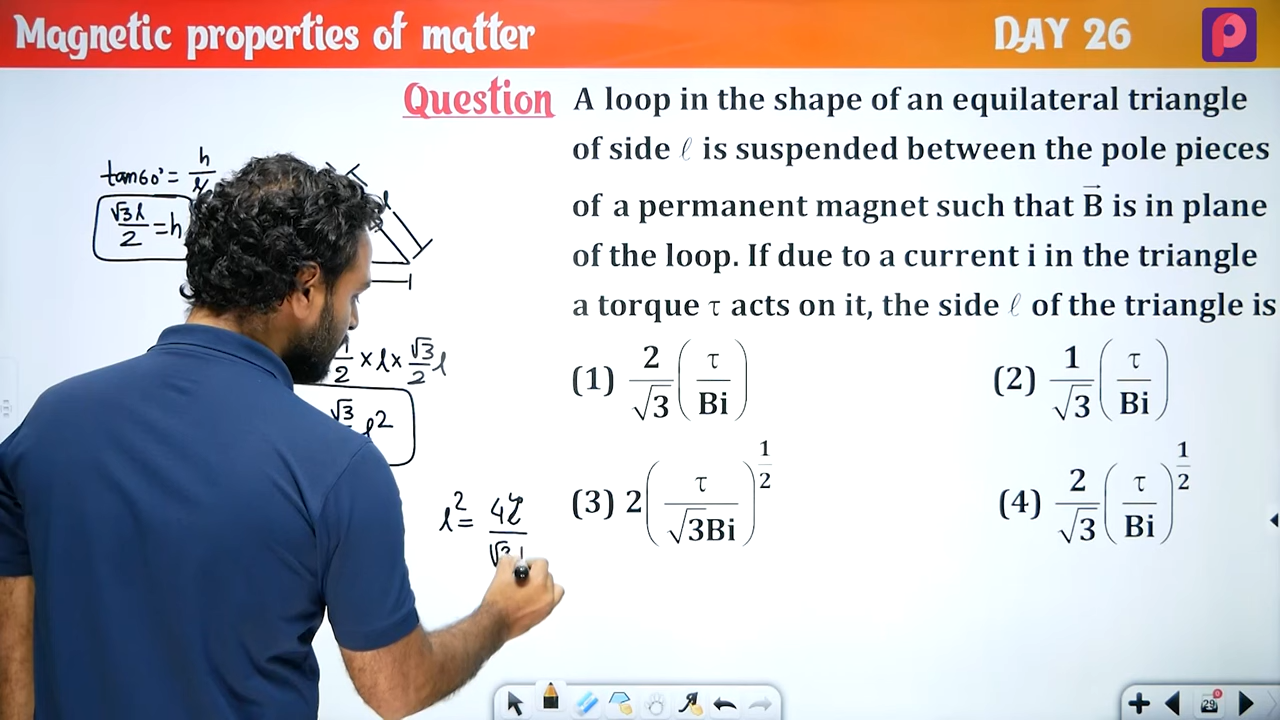 Magnetic properties of matter
DAY 26
Question A loop in the shape of an equilateral triangle
of side ℓ is suspended between the pole pieces
of a permanent magnet such that B⃗ is in plane
of the loop. If due to a current i in the triangle
a torque τ acts on it, the side ℓ of the triangle is
(1) 2/√3 (τ/Bi)
(2) 1/√3 (τ/Bi)
(3) 2(τ/√3Bi)^1/2
(4) 2/√3 (τ/Bi)^1/2
tan60° = h/
√3l/2 = h
l
1/2 × l × √3/2 l
√3 l²
l² = 4τ/√3
29